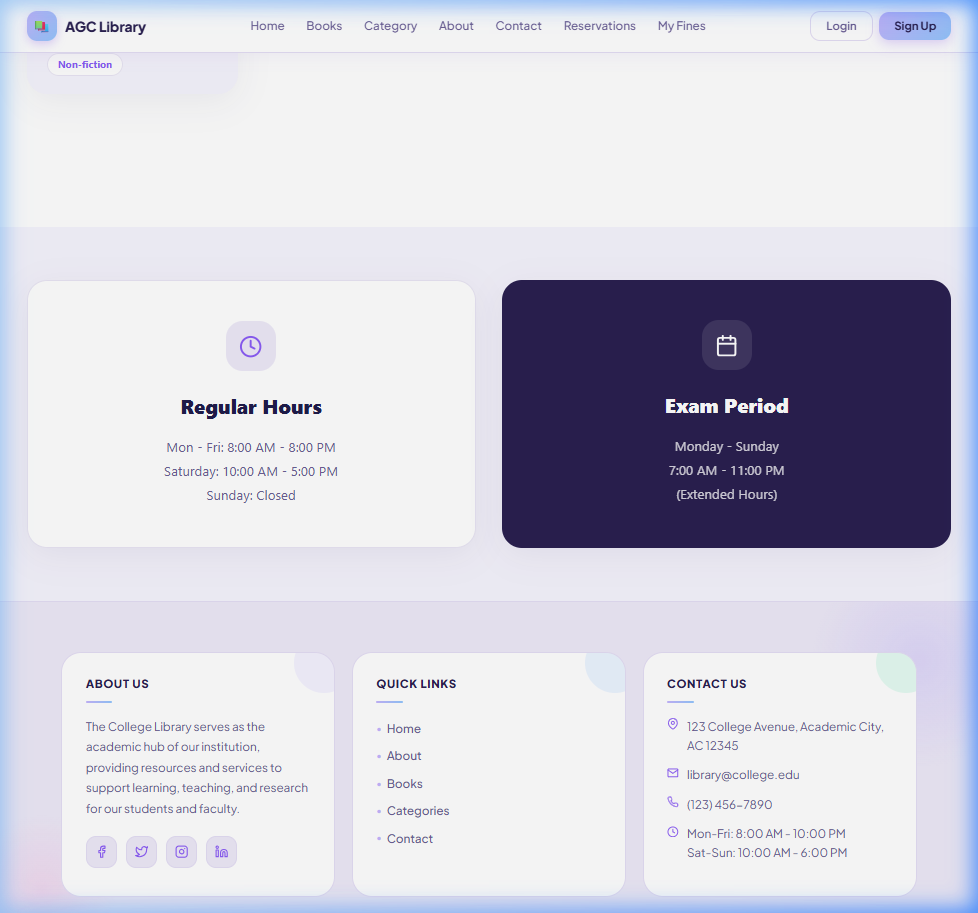 AGC Library
Home
Books
Category
About
Contact
Reservations
My Fines
Login
Sign Up
Non-fiction
Regular Hours
Mon - Fri: 8:00 AM - 8:00 PM
Saturday: 10:00 AM - 5:00 PM
Sunday: Closed
Exam Period
Monday - Sunday
7:00 AM - 11:00 PM
(Extended Hours)
ABOUT US
The College Library serves as the
academic hub of our institution,
providing resources and services to
support learning, teaching, and research
for our students and faculty.
QUICK LINKS
Home
About
Books
Categories
Contact
CONTACT US
123 College Avenue, Academic City,
AC 12345
library@college.edu
(123) 456-7890
Mon-Fri: 8:00 AM - 10:00 PM
Sat-Sun: 10:00 AM - 6:00 PM